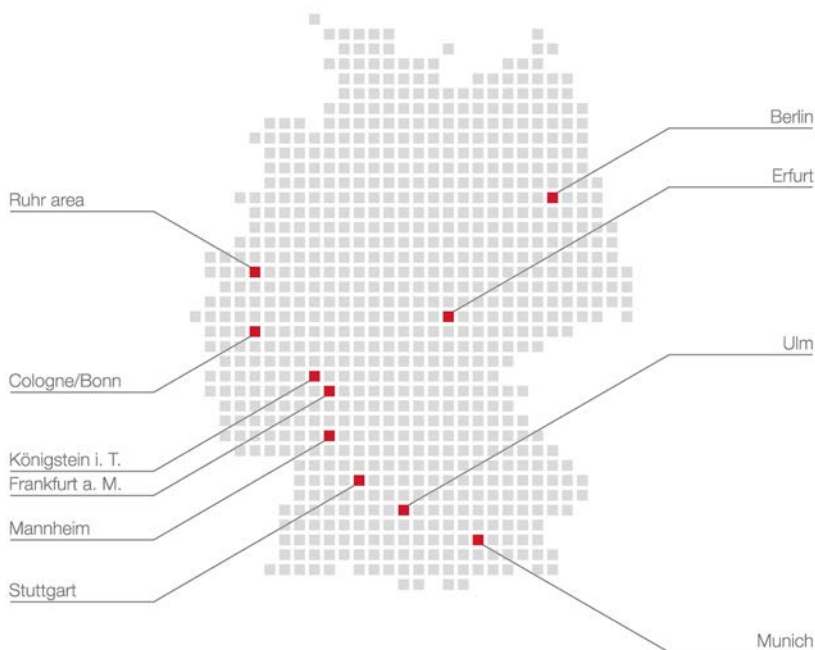 Berlin
Erfurt
Ruhr area
Ulm
Cologne/Bonn
Königstein i. T.
Frankfurt a. M.
Mannheim
Stuttgart
Munich